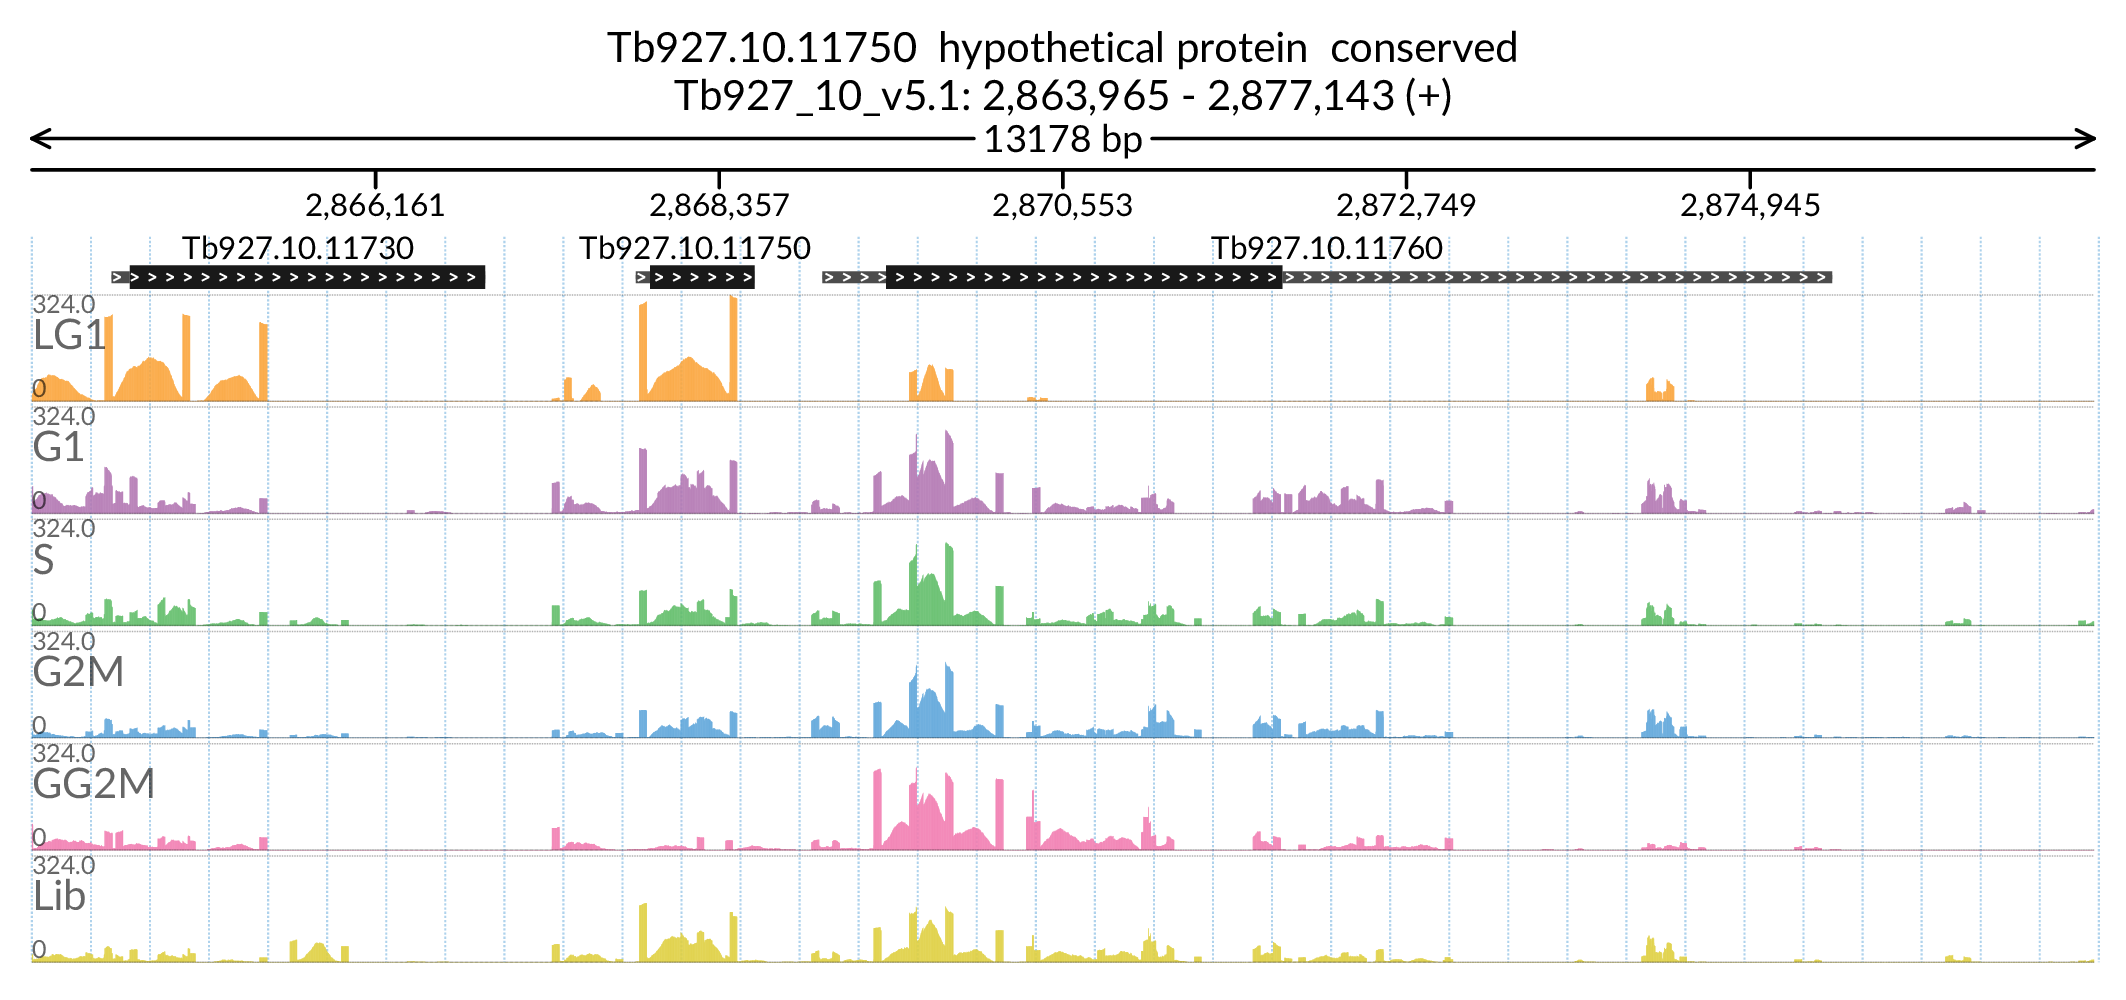 Tb927.10.11750 hypothetical protein conserved
Tb927_10_v5.1: 2,863,965 - 2,877,143 (+)
13178 bp
2,866,161 2,868,357 2,870,553 2,872,749 2,874,945
Tb927.10.11730 Tb927.10.11750 Tb927.10.11760
324.0
LG1
0
324.0
G1
0
324.0
S
0
324.0
G2M
0
324.0
GG2M
0
324.0
Lib
0